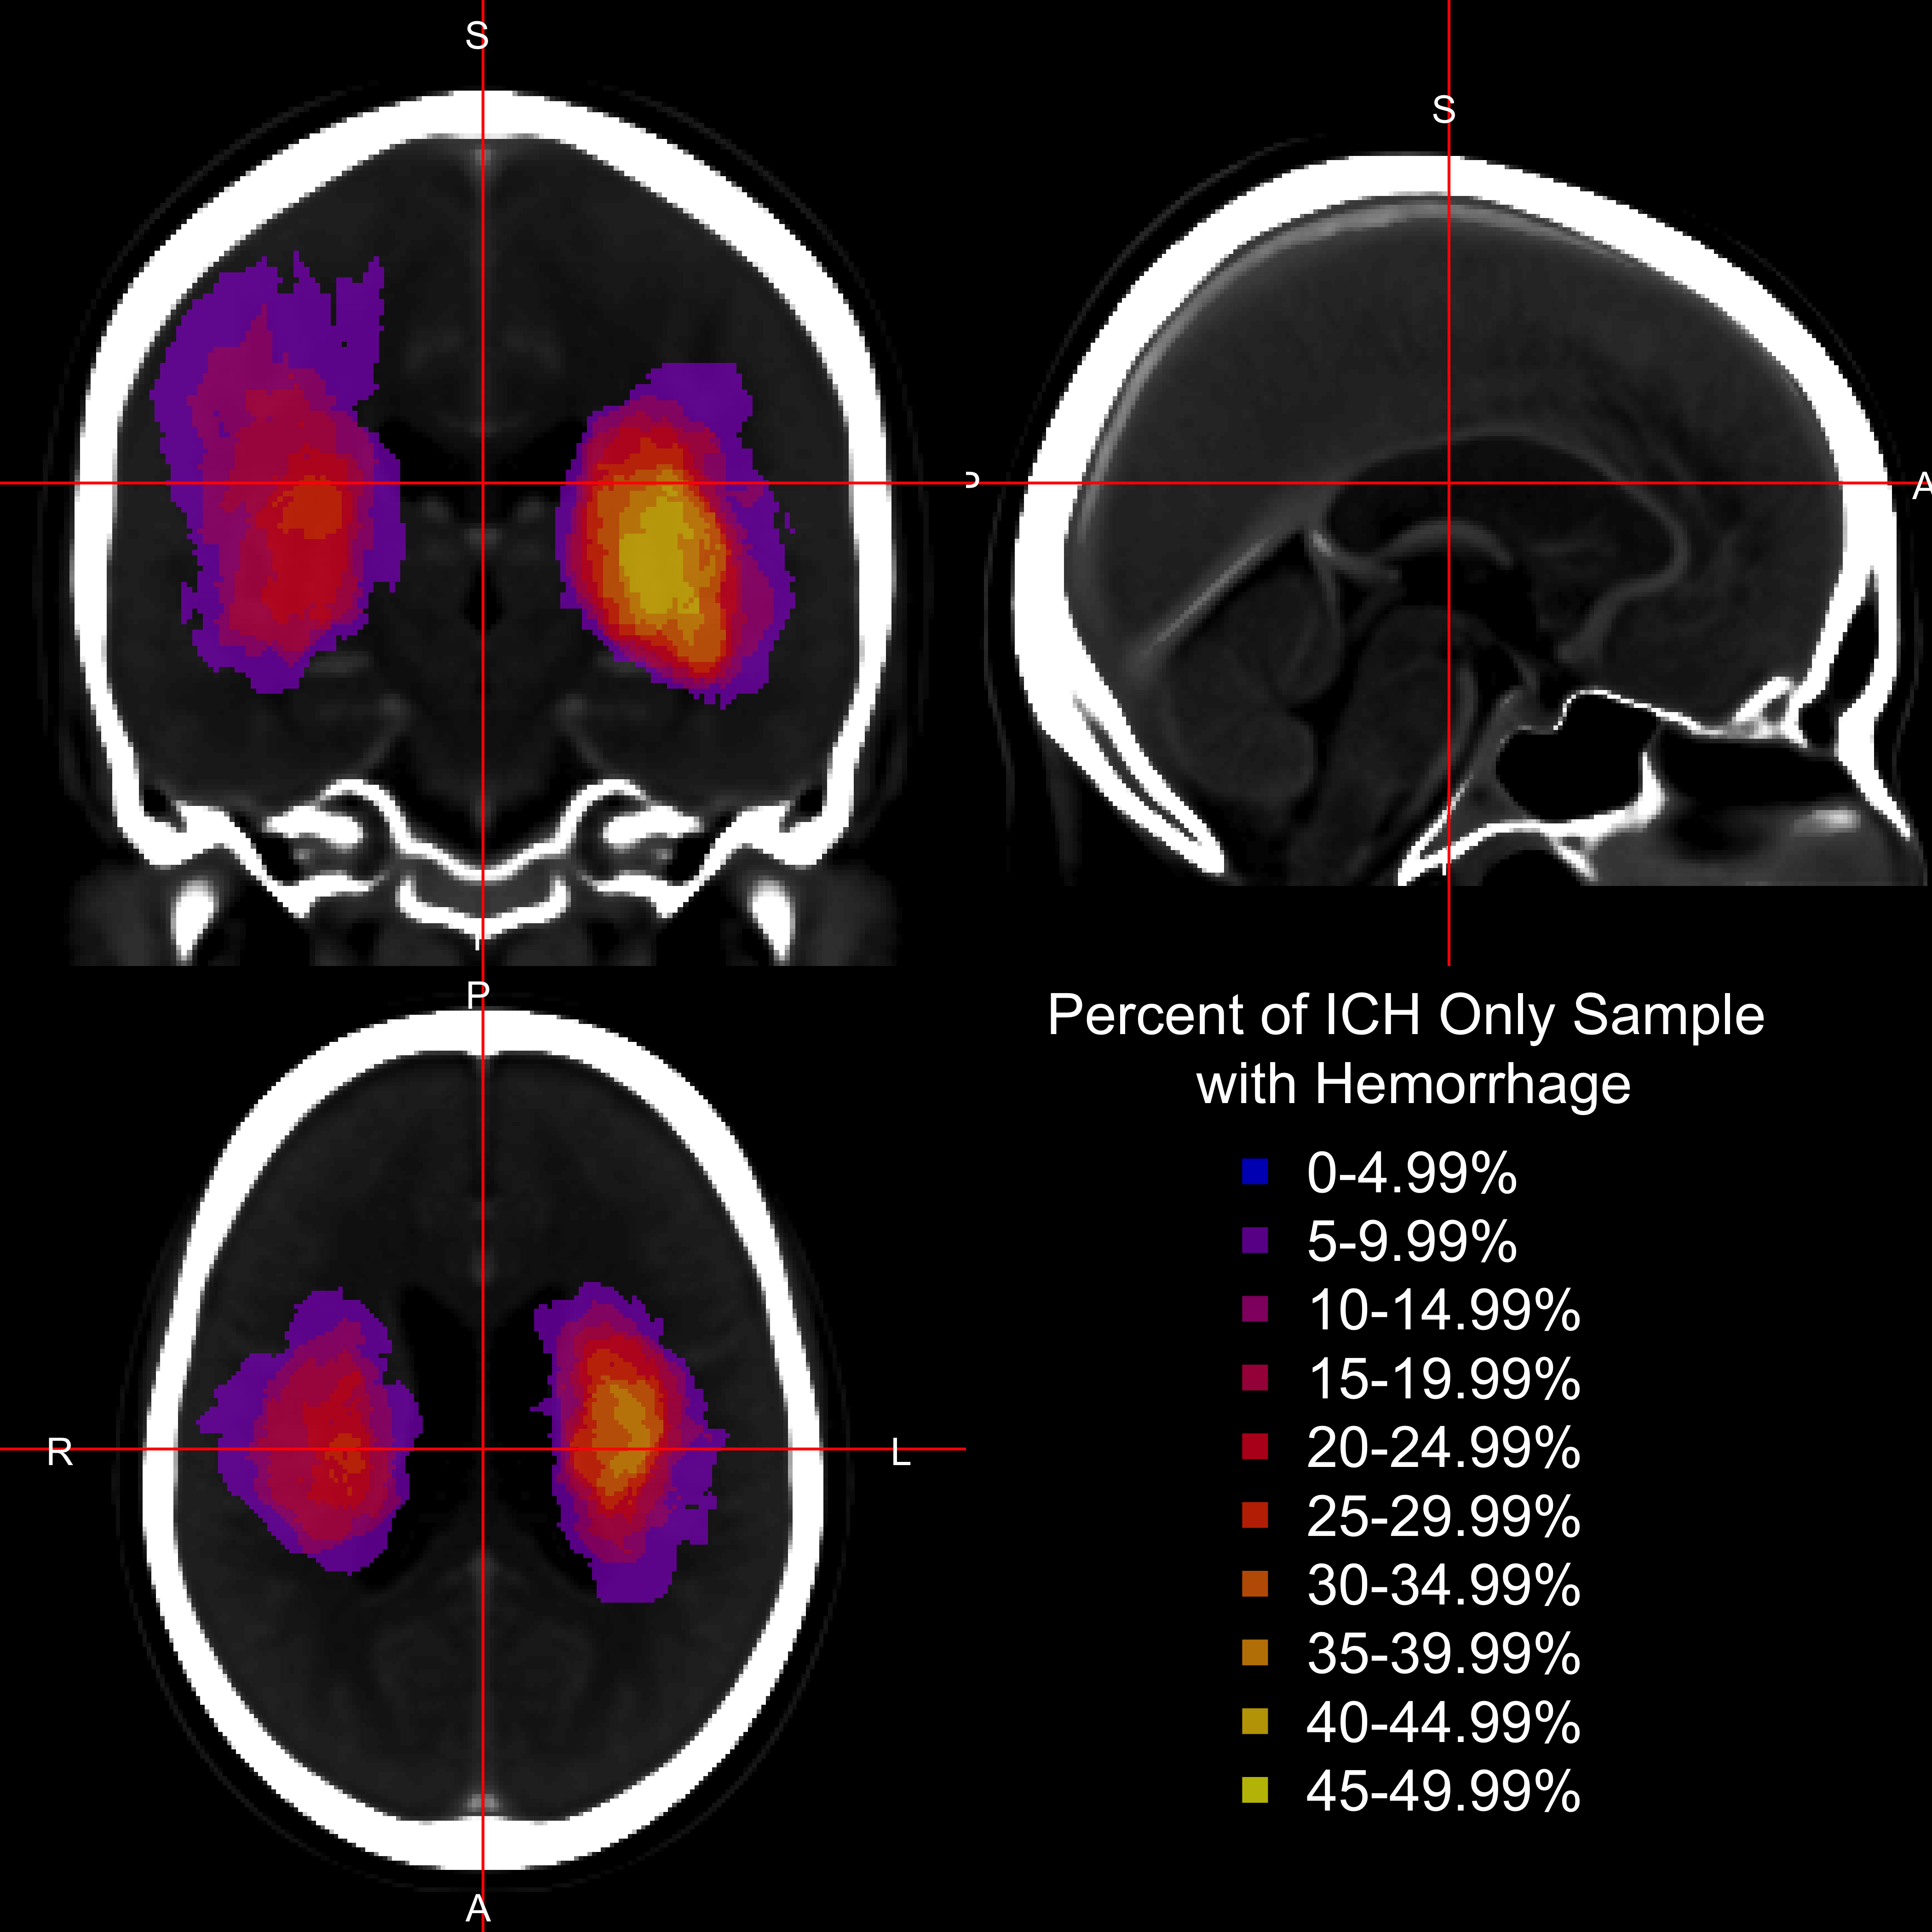 S
S
P
A
P
R
L
A
Percent of ICH Only Sample
with Hemorrhage
0-4.99%
5-9.99%
10-14.99%
15-19.99%
20-24.99%
25-29.99%
30-34.99%
35-39.99%
40-44.99%
45-49.99%